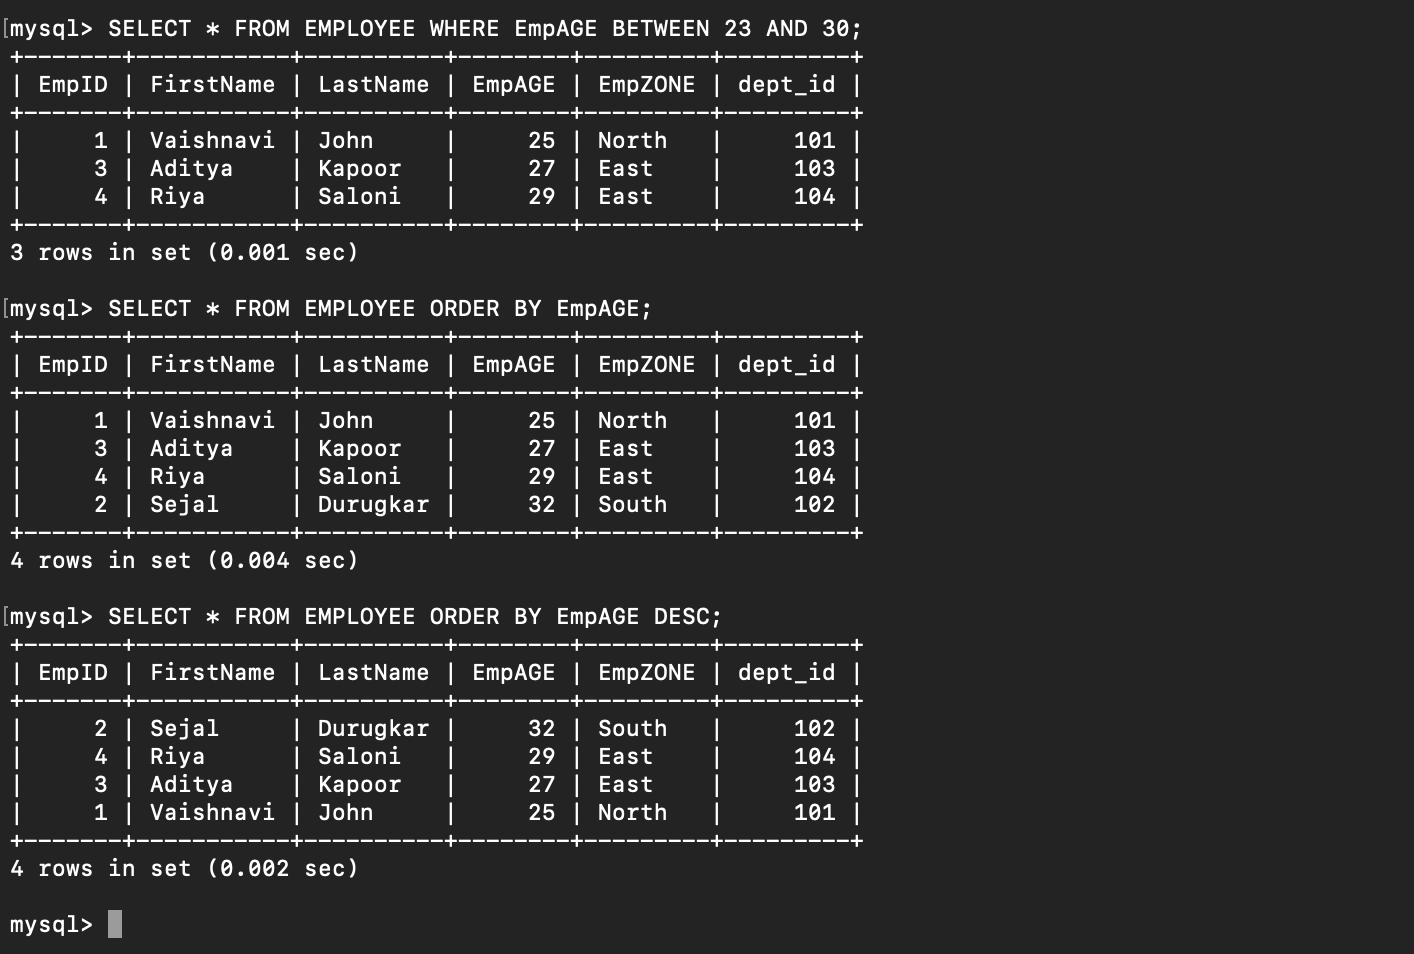 [mysql> SELECT * FROM EMPLOYEE WHERE EmpAGE BETWEEN 23 AND 30;
+-------+-----------+----------+--------+---------+---------+
| EmpID | FirstName | LastName | EmpAGE | EmpZONE | dept_id |
+-------+-----------+----------+--------+---------+---------+
|     1 | Vaishnavi | John     |     25 | North   |     101 |
|     3 | Aditya    | Kapoor   |     27 | East    |     103 |
|     4 | Riya      | Saloni   |     29 | East    |     104 |
+-------+-----------+----------+--------+---------+---------+
3 rows in set (0.001 sec)

[mysql> SELECT * FROM EMPLOYEE ORDER BY EmpAGE;
+-------+-----------+----------+--------+---------+---------+
| EmpID | FirstName | LastName | EmpAGE | EmpZONE | dept_id |
+-------+-----------+----------+--------+---------+---------+
|     1 | Vaishnavi | John     |     25 | North   |     101 |
|     3 | Aditya    | Kapoor   |     27 | East    |     103 |
|     4 | Riya      | Saloni   |     29 | East    |     104 |
|     2 | Sejal     | Durugkar |     32 | South   |     102 |
+-------+-----------+----------+--------+---------+---------+
4 rows in set (0.004 sec)

[mysql> SELECT * FROM EMPLOYEE ORDER BY EmpAGE DESC;
+-------+-----------+----------+--------+---------+---------+
| EmpID | FirstName | LastName | EmpAGE | EmpZONE | dept_id |
+-------+-----------+----------+--------+---------+---------+
|     2 | Sejal     | Durugkar |     32 | South   |     102 |
|     4 | Riya      | Saloni   |     29 | East    |     104 |
|     3 | Aditya    | Kapoor   |     27 | East    |     103 |
|     1 | Vaishnavi | John     |     25 | North   |     101 |
+-------+-----------+----------+--------+---------+---------+
4 rows in set (0.002 sec)

mysql>